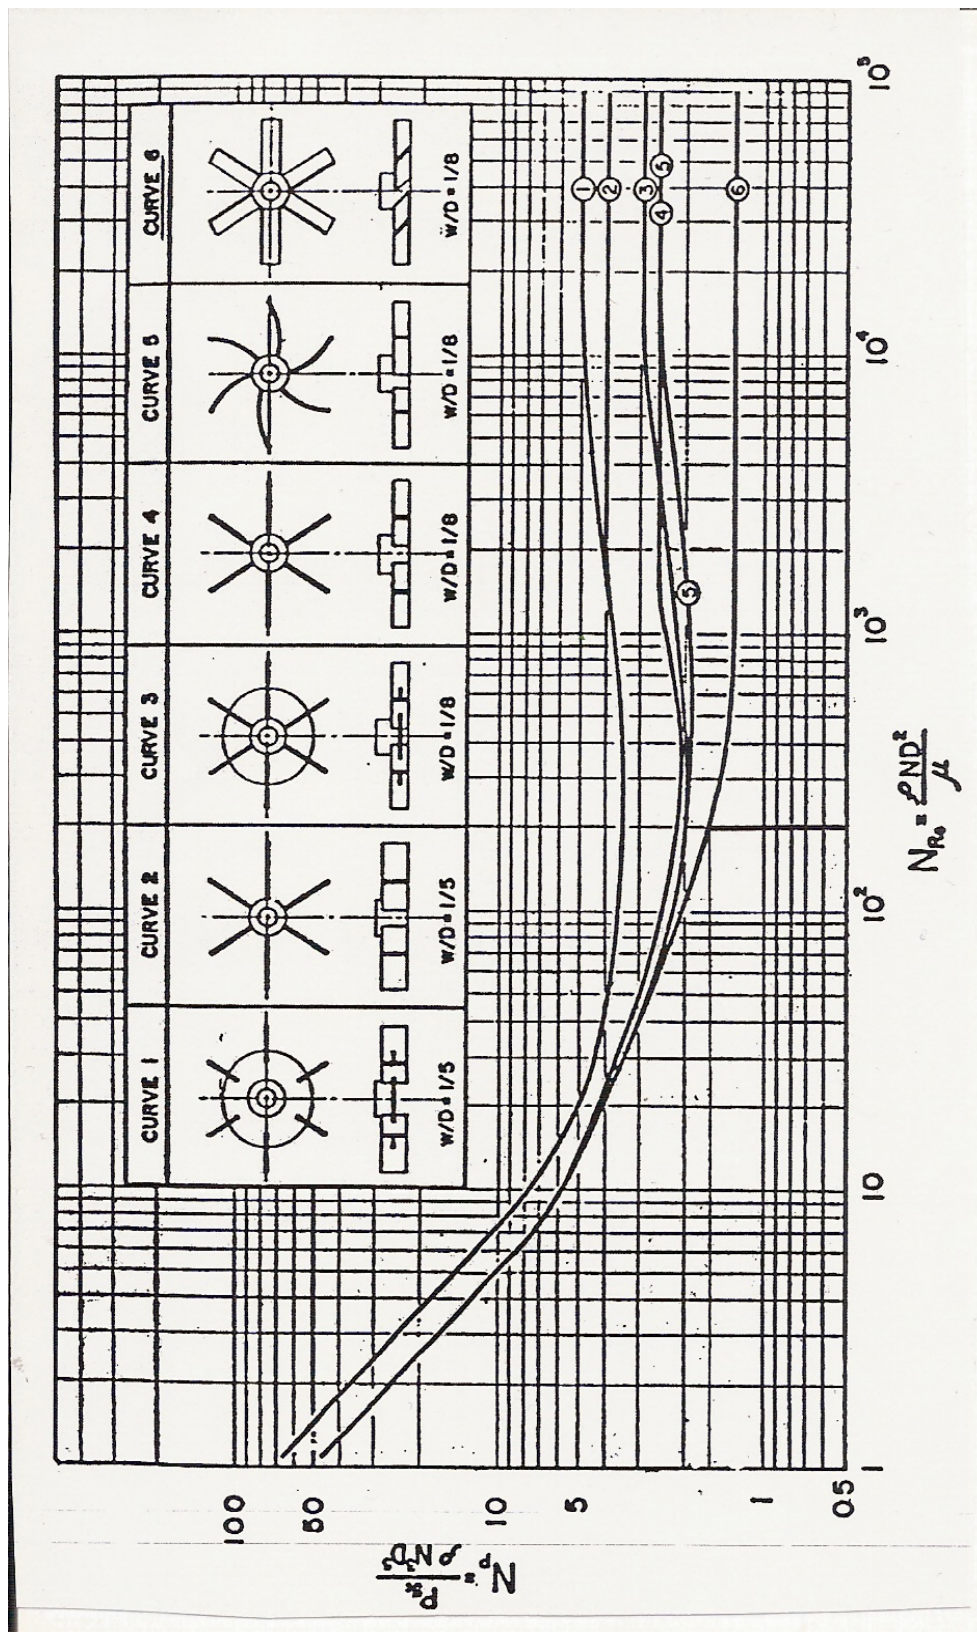 CURVE 1
CURVE 2
CURVE 3
CURVE 4
CURVE 5
CURVE 6
W/D=1/5
W/D=1/5
W/D=1/8
W/D=1/8
W/D=1/8
W/D=1/8
100
50
10
5
1
0.5
N_P = Pg_c / ρN³D⁵
1
2
3
4
5
5
6
1
10
10²
10³
10⁴
10⁵
N_Re = ρND² / μ